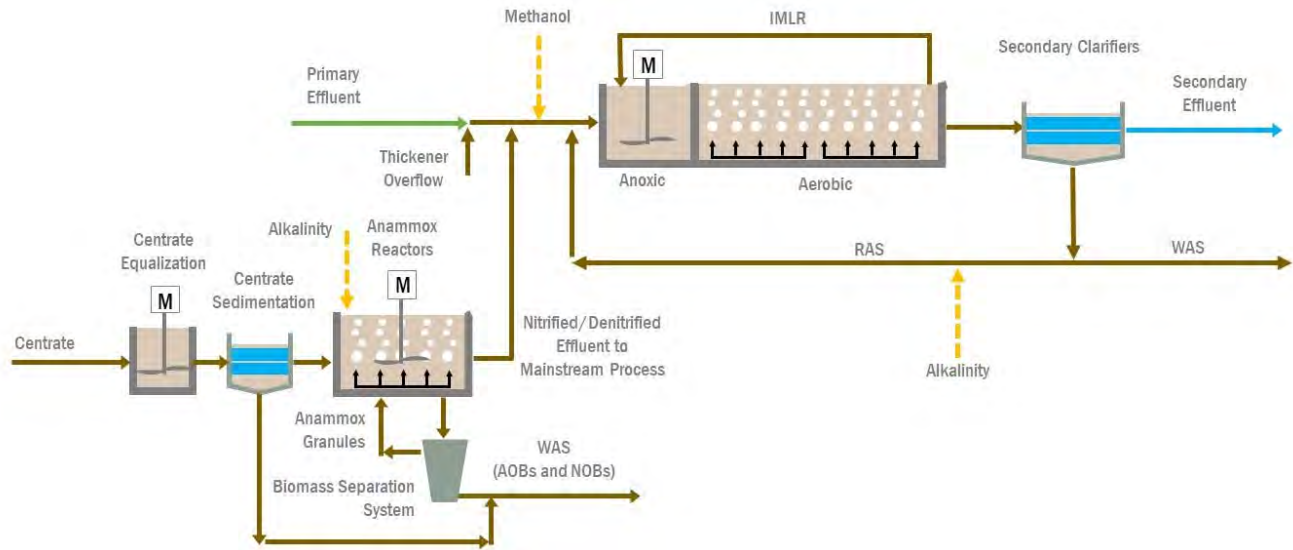 Methanol
IMLR
Secondary Clarifiers
M
Primary
Effluent
Secondary
Effluent
Thickener
Overflow
Anoxic
Aerobic
Alkalinity
Anammox
Reactors
Centrate
Equalization
Centrate
Sedimentation
RAS
WAS
M
M
Nitrified/Denitrified
Effluent to
Mainstream Process
Centrate
Alkalinity
Anammox
Granules
WAS
(AOBs and NOBs)
Biomass Separation
System